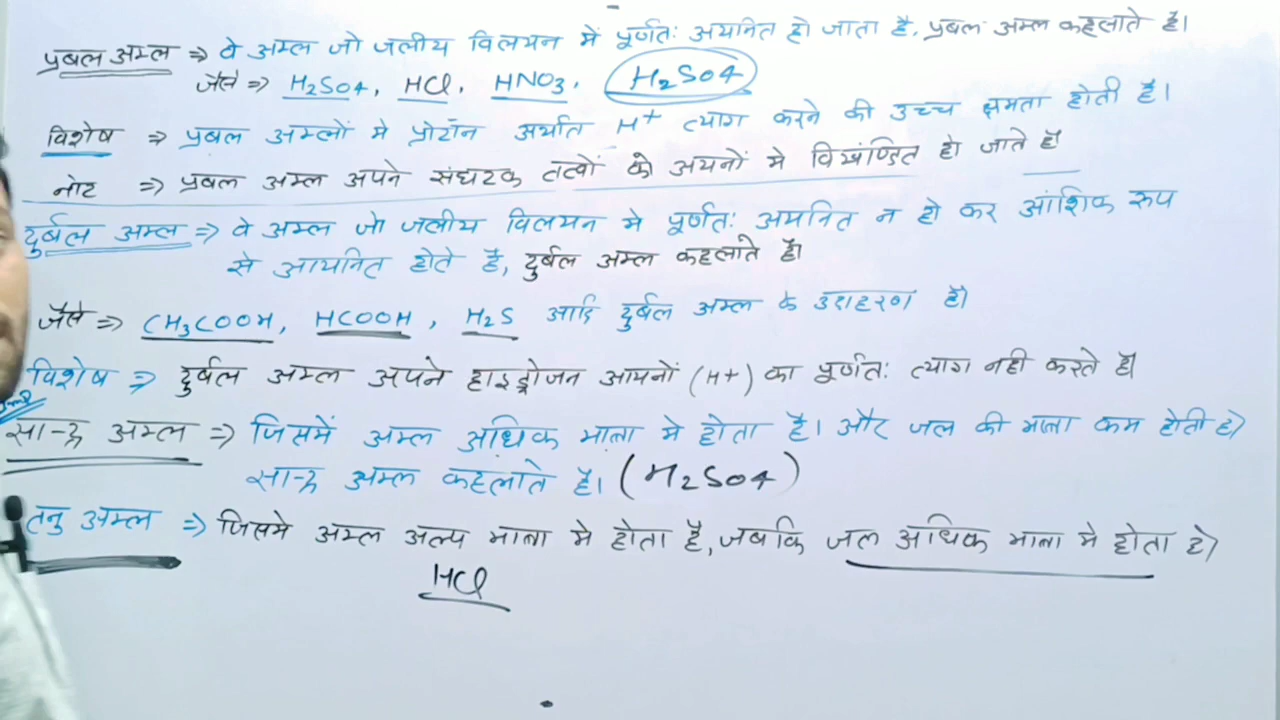 प्रबल अम्ल ⇒ वे अम्ल जो जलीय विलयन में पूर्णतः अयनित हो जाता है, प्रबल अम्ल कहलाते है।
जैसे ⇒ H2SO4, HCl, HNO3, H2SO4
विशेष ⇒ प्रबल अम्लों मे प्रोटॉन अर्थात H+ त्याग करने की उच्च क्षमता होती है।
नोट ⇒ प्रबल अम्ल अपने संघटक तत्वों को अयनों मे विखंण्डित हो जाते है।
दुर्बल अम्ल ⇒ वे अम्ल जो जलीय विलयन मे पूर्णतः अयनित न हो कर आंशिक रूप
से आयनित होते है, दुर्बल अम्ल कहलाते है।
जैसे ⇒ CH3COOH, HCOOH, H2S आदि दुर्बल अम्ल के उदाहरण है।
विशेष ⇒ दुर्बल अम्ल अपने हाइड्रोजन आयनों (H+) का पूर्णतः त्याग नही करते है।
सान्द्र अम्ल ⇒ जिसमें अम्ल अधिक मात्रा मे होता है। और जल की मात्रा कम होती है
सान्द्र अम्ल कहलाते है। (H2SO4)
तनु अम्ल ⇒ जिसमे अम्ल अल्प मात्रा मे होता है, जबकि जल अधिक मात्रा मे होता है
HCl